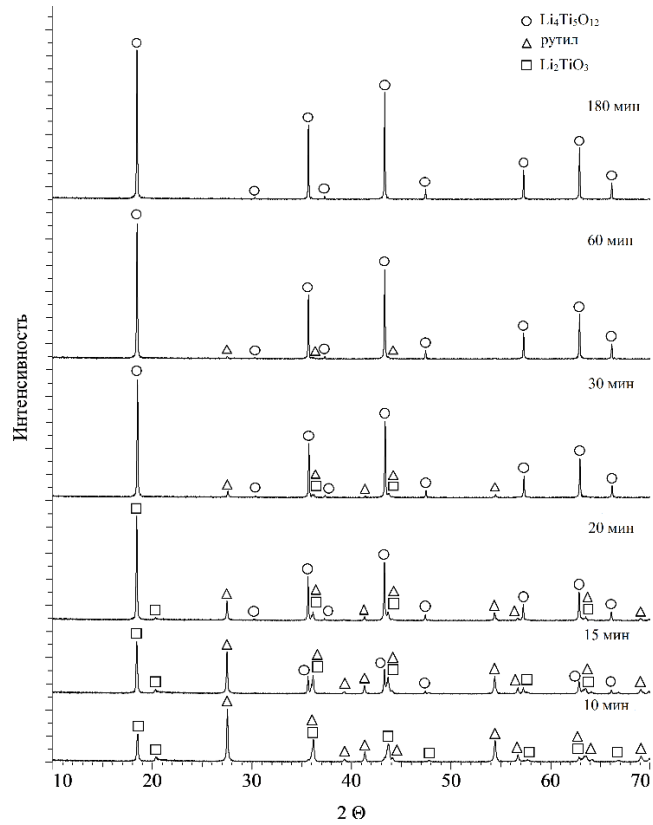 Li₄Ti₅O₁₂
рутил
Li₂TiO₃
180 мин
60 мин
30 мин
20 мин
15 мин
10 мин
Интенсивность
10 20 30 40 50 60 70
2 Θ